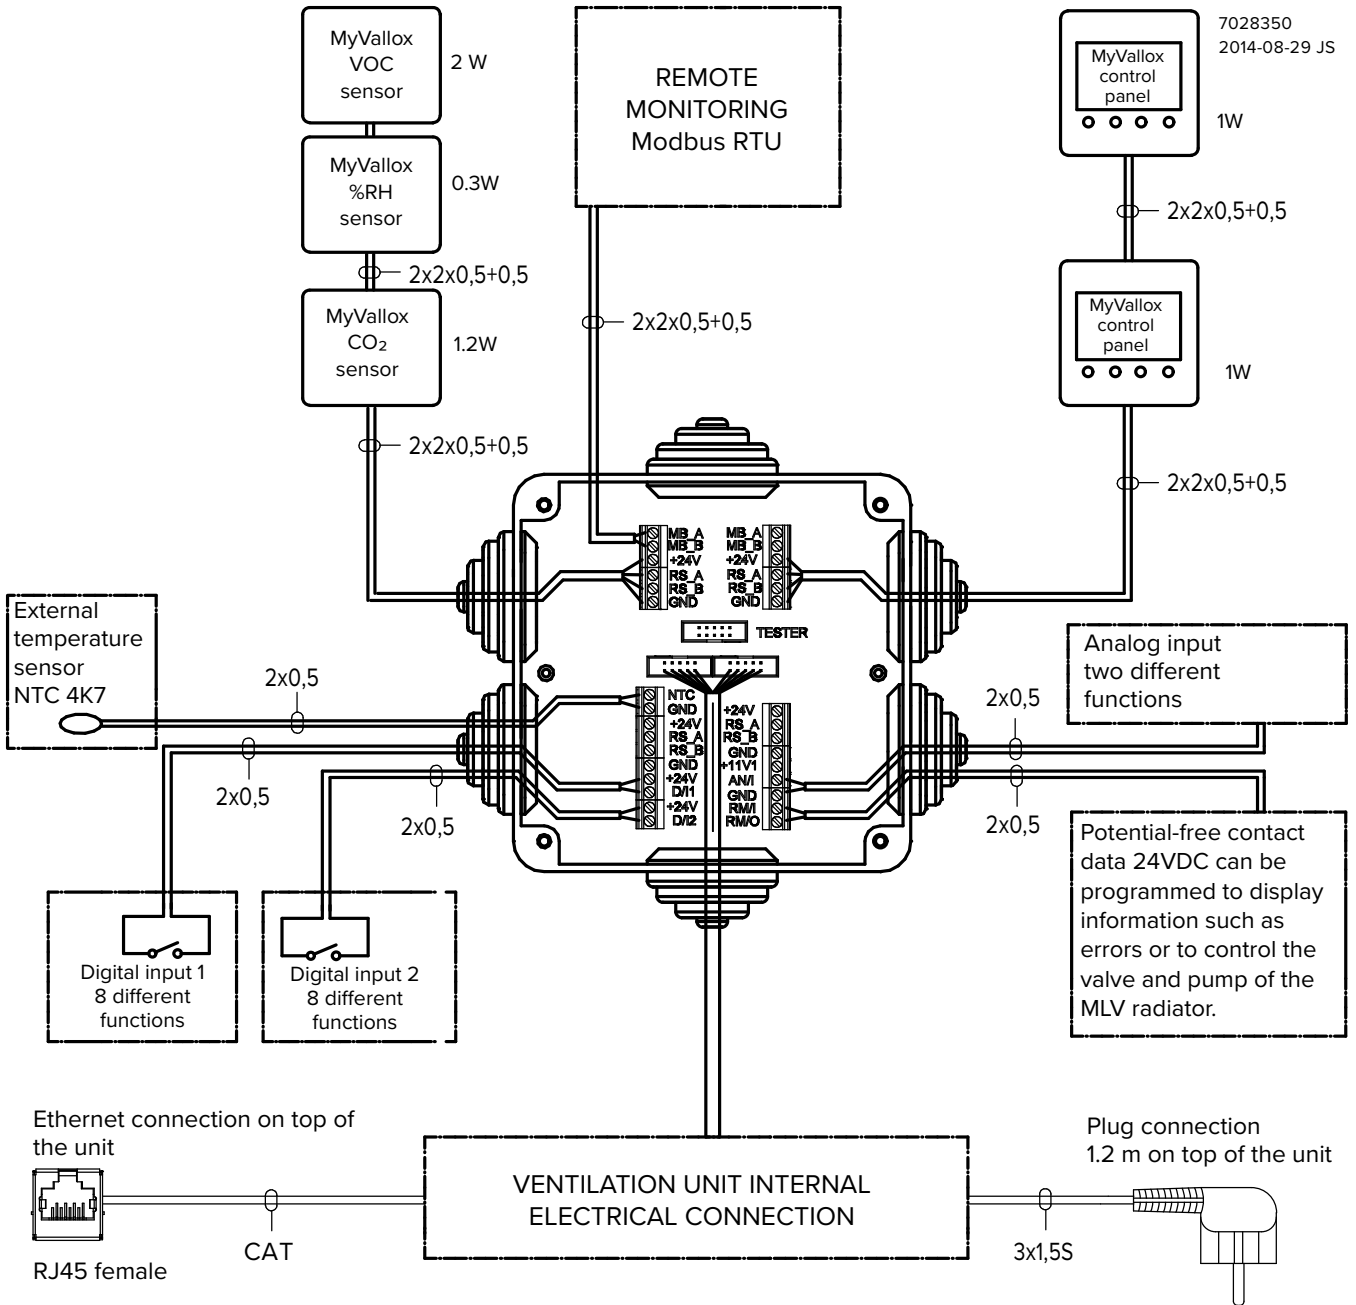 MyVallox
VOC
sensor
2 W
MyVallox
%RH
sensor
0.3W
2x2x0,5+0,5
MyVallox
CO₂
sensor
1.2W
2x2x0,5+0,5
REMOTE
MONITORING
Modbus RTU
2x2x0,5+0,5
7028350
2014-08-29 JS
MyVallox
control
panel
1W
2x2x0,5+0,5
MyVallox
control
panel
1W
2x2x0,5+0,5
MB_A
MB_B
+24V
RS_A
RS_B
GND
MB_A
MB_B
+24V
RS_A
RS_B
GND
TESTER
External
temperature
sensor
NTC 4K7
2x0,5
2x0,5
2x0,5
NTC
GND
+24V
RS_A
RS_B
GND
+24V
D/I1
+24V
D/I2
+24V
RS_A
RS_B
GND
+11V1
AN/I
GND
RM/I
RM/O
Analog input
two different
functions
2x0,5
2x0,5
Potential-free contact
data 24VDC can be
programmed to display
information such as
errors or to control the
valve and pump of the
MLV radiator.
Digital input 1
8 different
functions
Digital input 2
8 different
functions
Ethernet connection on top of
the unit
RJ45 female
CAT
VENTILATION UNIT INTERNAL
ELECTRICAL CONNECTION
3x1,5S
Plug connection
1.2 m on top of the unit